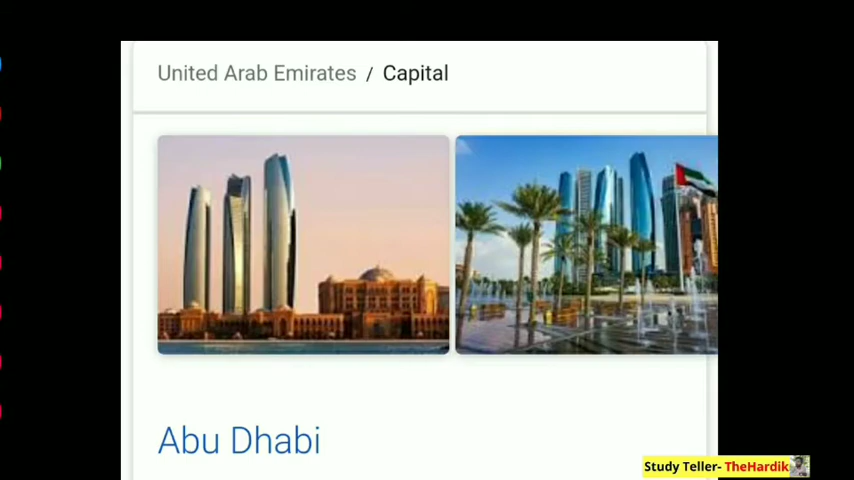 United Arab Emirates / Capital
Abu Dhabi
Study Teller- TheHardik